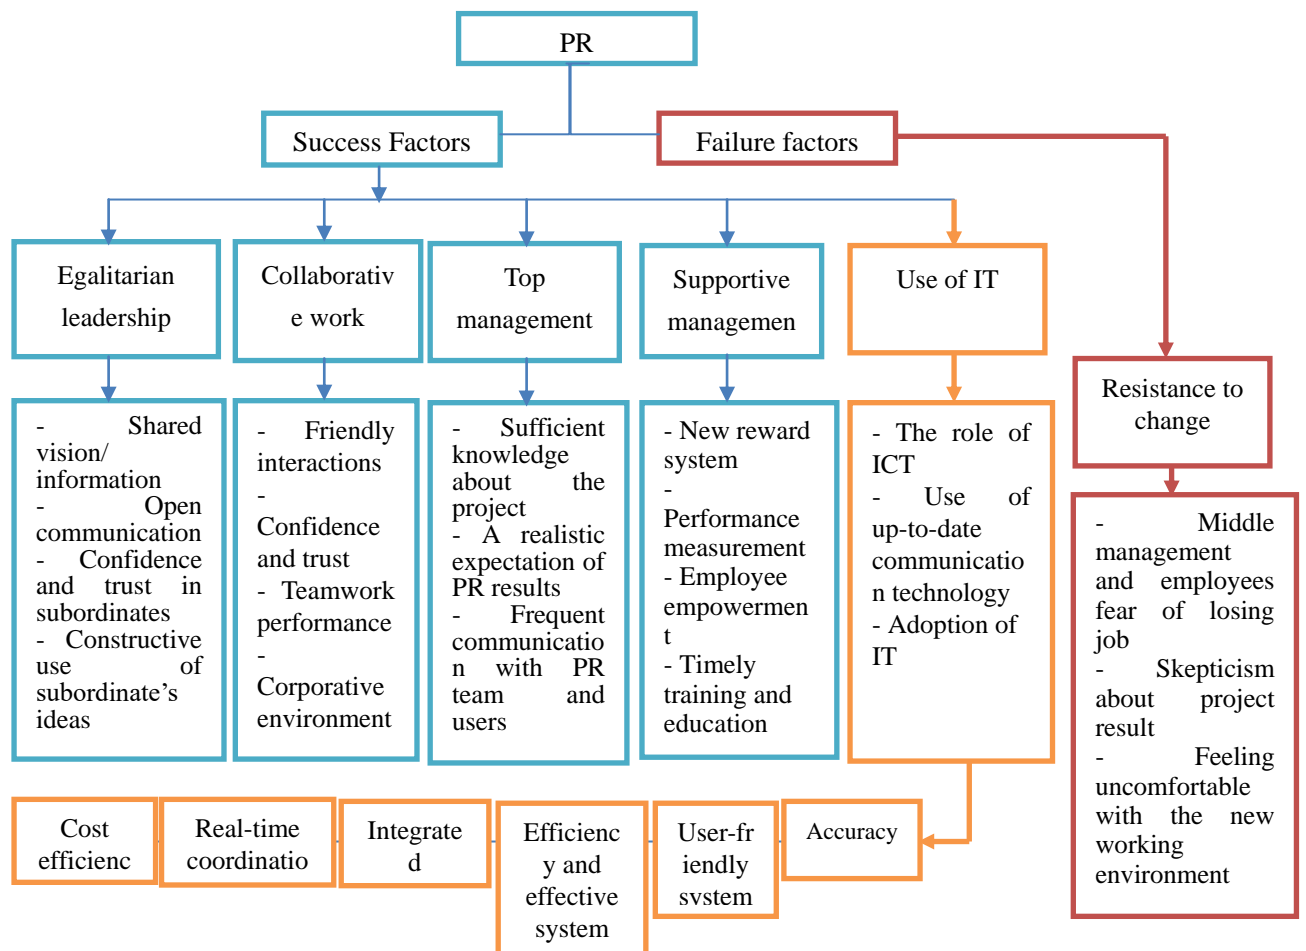 PR
Success Factors
Failure factors
Egalitarian
leadership
Collaborativ
e work
Top
management
Supportive
managemen
Use of IT
Resistance to
change
- Shared
vision/
information
- Open
communication
- Confidence
and trust in
subordinates
- Constructive
use of
subordinate’s
ideas
- Friendly
interactions
-
Confidence
and trust
- Teamwork
performance
-
Corporative
environment
- Sufficient
knowledge
about the
project
- A realistic
expectation of
PR results
- Frequent
communicatio
n with PR
team and
users
- New reward
system
-
Performance
measurement
- Employee
empowermen
t
- Timely
training and
education
- The role of
ICT
- Use of
up-to-date
communicatio
n technology
- Adoption of
IT
- Middle
management
and employees
fear of losing
job
- Skepticism
about project
result
- Feeling
uncomfortable
with the new
working
environment
Cost
efficienc
Real-time
coordinatio
Integrate
d
Efficienc
y and
effective
system
User-fr
iendly
system
Accuracy